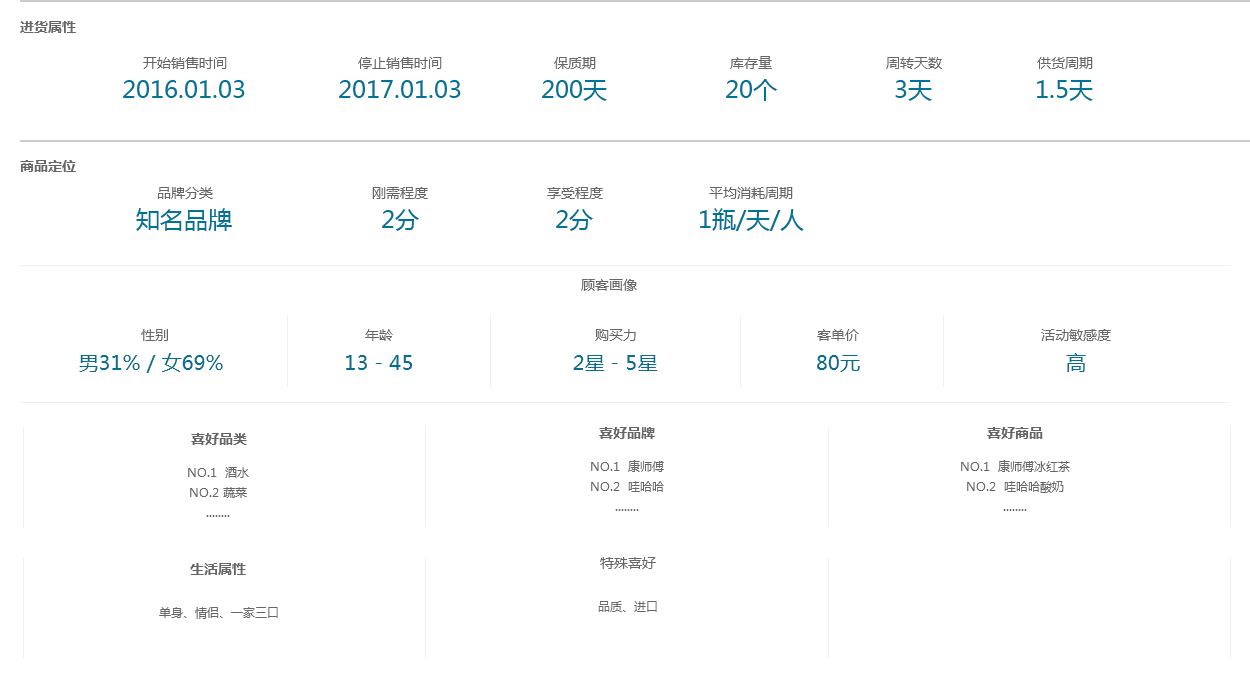 进货属性
开始销售时间 停止销售时间 保质期 库存量 周转天数 供货周期
2016.01.03 2017.01.03 200天 20个 3天 1.5天
商品定位
品牌分类 刚需程度 享受程度 平均消耗周期
知名品牌 2分 2分 1瓶/天/人
顾客画像
性别 年龄 购买力 客单价 活动敏感度
男31% / 女69% 13 - 45 2星 - 5星 80元 高
喜好品类 喜好品牌 喜好商品
NO.1 酒水 NO.1 康师傅 NO.1 康师傅冰红茶
NO.2 蔬菜 NO.2 哇哈哈 NO.2 哇哈哈酸奶
........ ........ ........
生活属性 特殊喜好
单身、情侣、一家三口 品质、进口